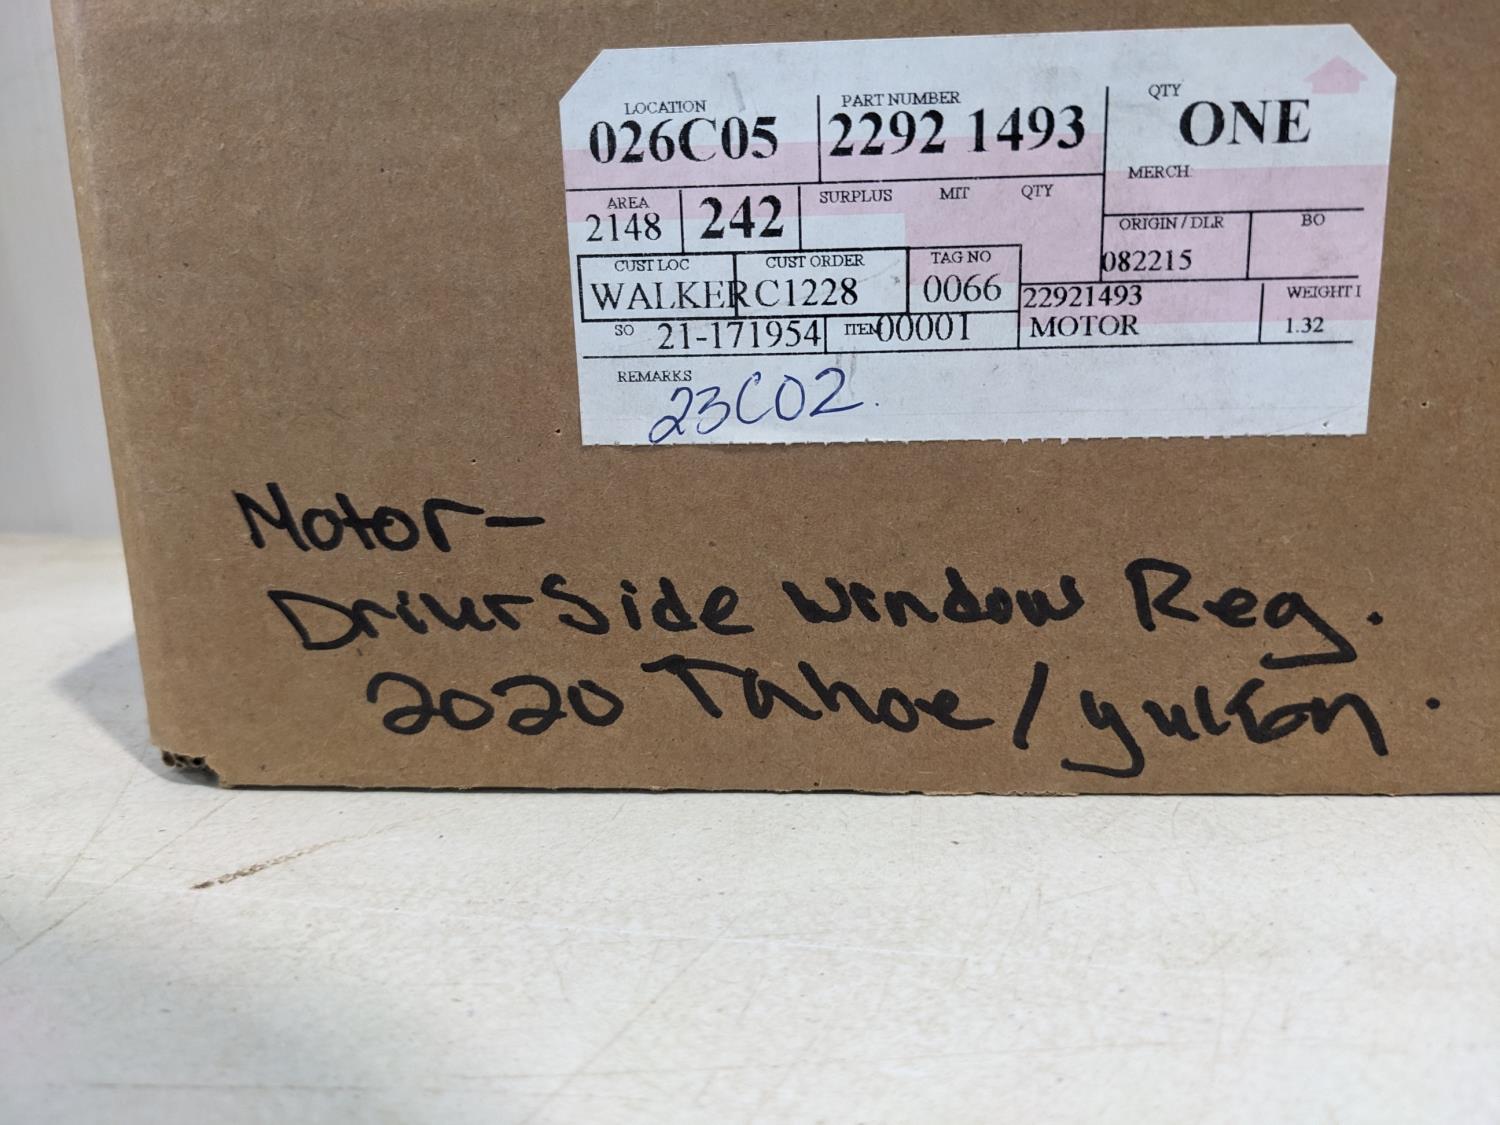 LOCATION PART NUMBER QTY
026C05 2292 1493 ONE
MERCH
AREA SURPLUS MIT QTY
2148 242
ORIGIN / DLR BO
082215
CUST LOC CUST ORDER TAG NO
WALKER C1228 0066
22921493 WEIGHT I
SO 21-171954 ITEM 00001 MOTOR 1.32
REMARKS
23C02.
Motor-
Driver Side Window Reg.
2020 Tahoe / yukon.